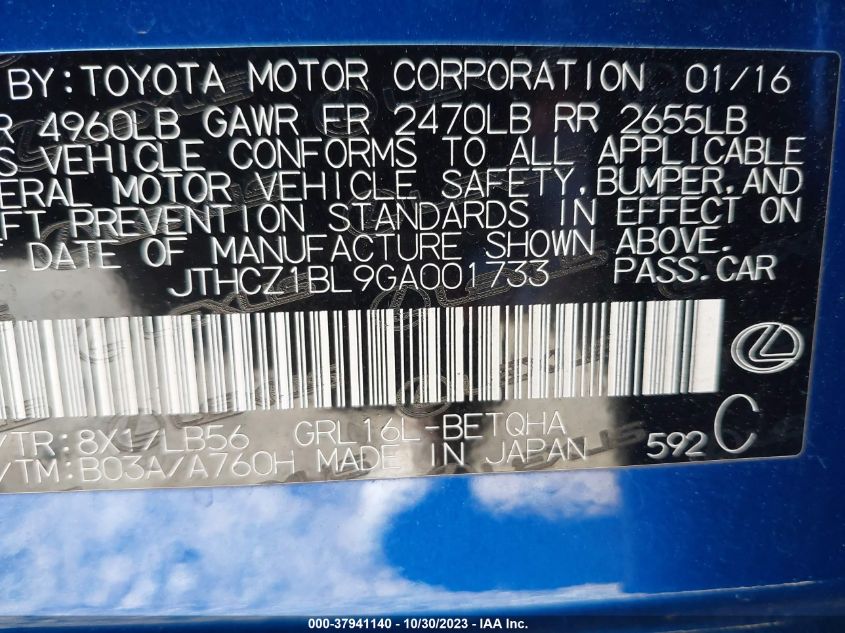 BY: TOYOTA MOTOR CORPORATION 01/16
R 4960LB GAWR FR 2470LB RR 2655LB
S VEHICLE CONFORMS TO ALL APPLICABLE
ERAL MOTOR VEHICLE SAFETY, BUMPER, AND
FT PREVENTION STANDARDS IN EFFECT ON
E DATE OF MANUFACTURE SHOWN ABOVE.
JTHCZ1BL9GA001733 PASS.CAR
/TR: 8X1/LB56 GRL16L-BETQHA
/TM: B03A/A760H MADE IN JAPAN 592 C
000-37941140 - 10/30/2023 - IAA Inc.